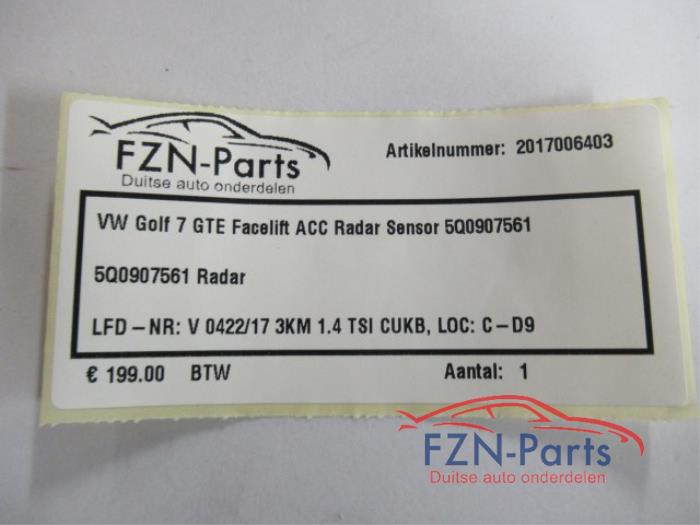 FZN-Parts
Duitse auto onderdelen
Artikelnummer: 2017006403
VW Golf 7 GTE Facelift ACC Radar Sensor 5Q0907561
5Q0907561 Radar
LFD-NR: V 0422/17 3KM 1.4 TSI CUKB, LOC: C-D9
€ 199.00 BTW Aantal: 1
FZN-Parts
Duitse auto onderdelen